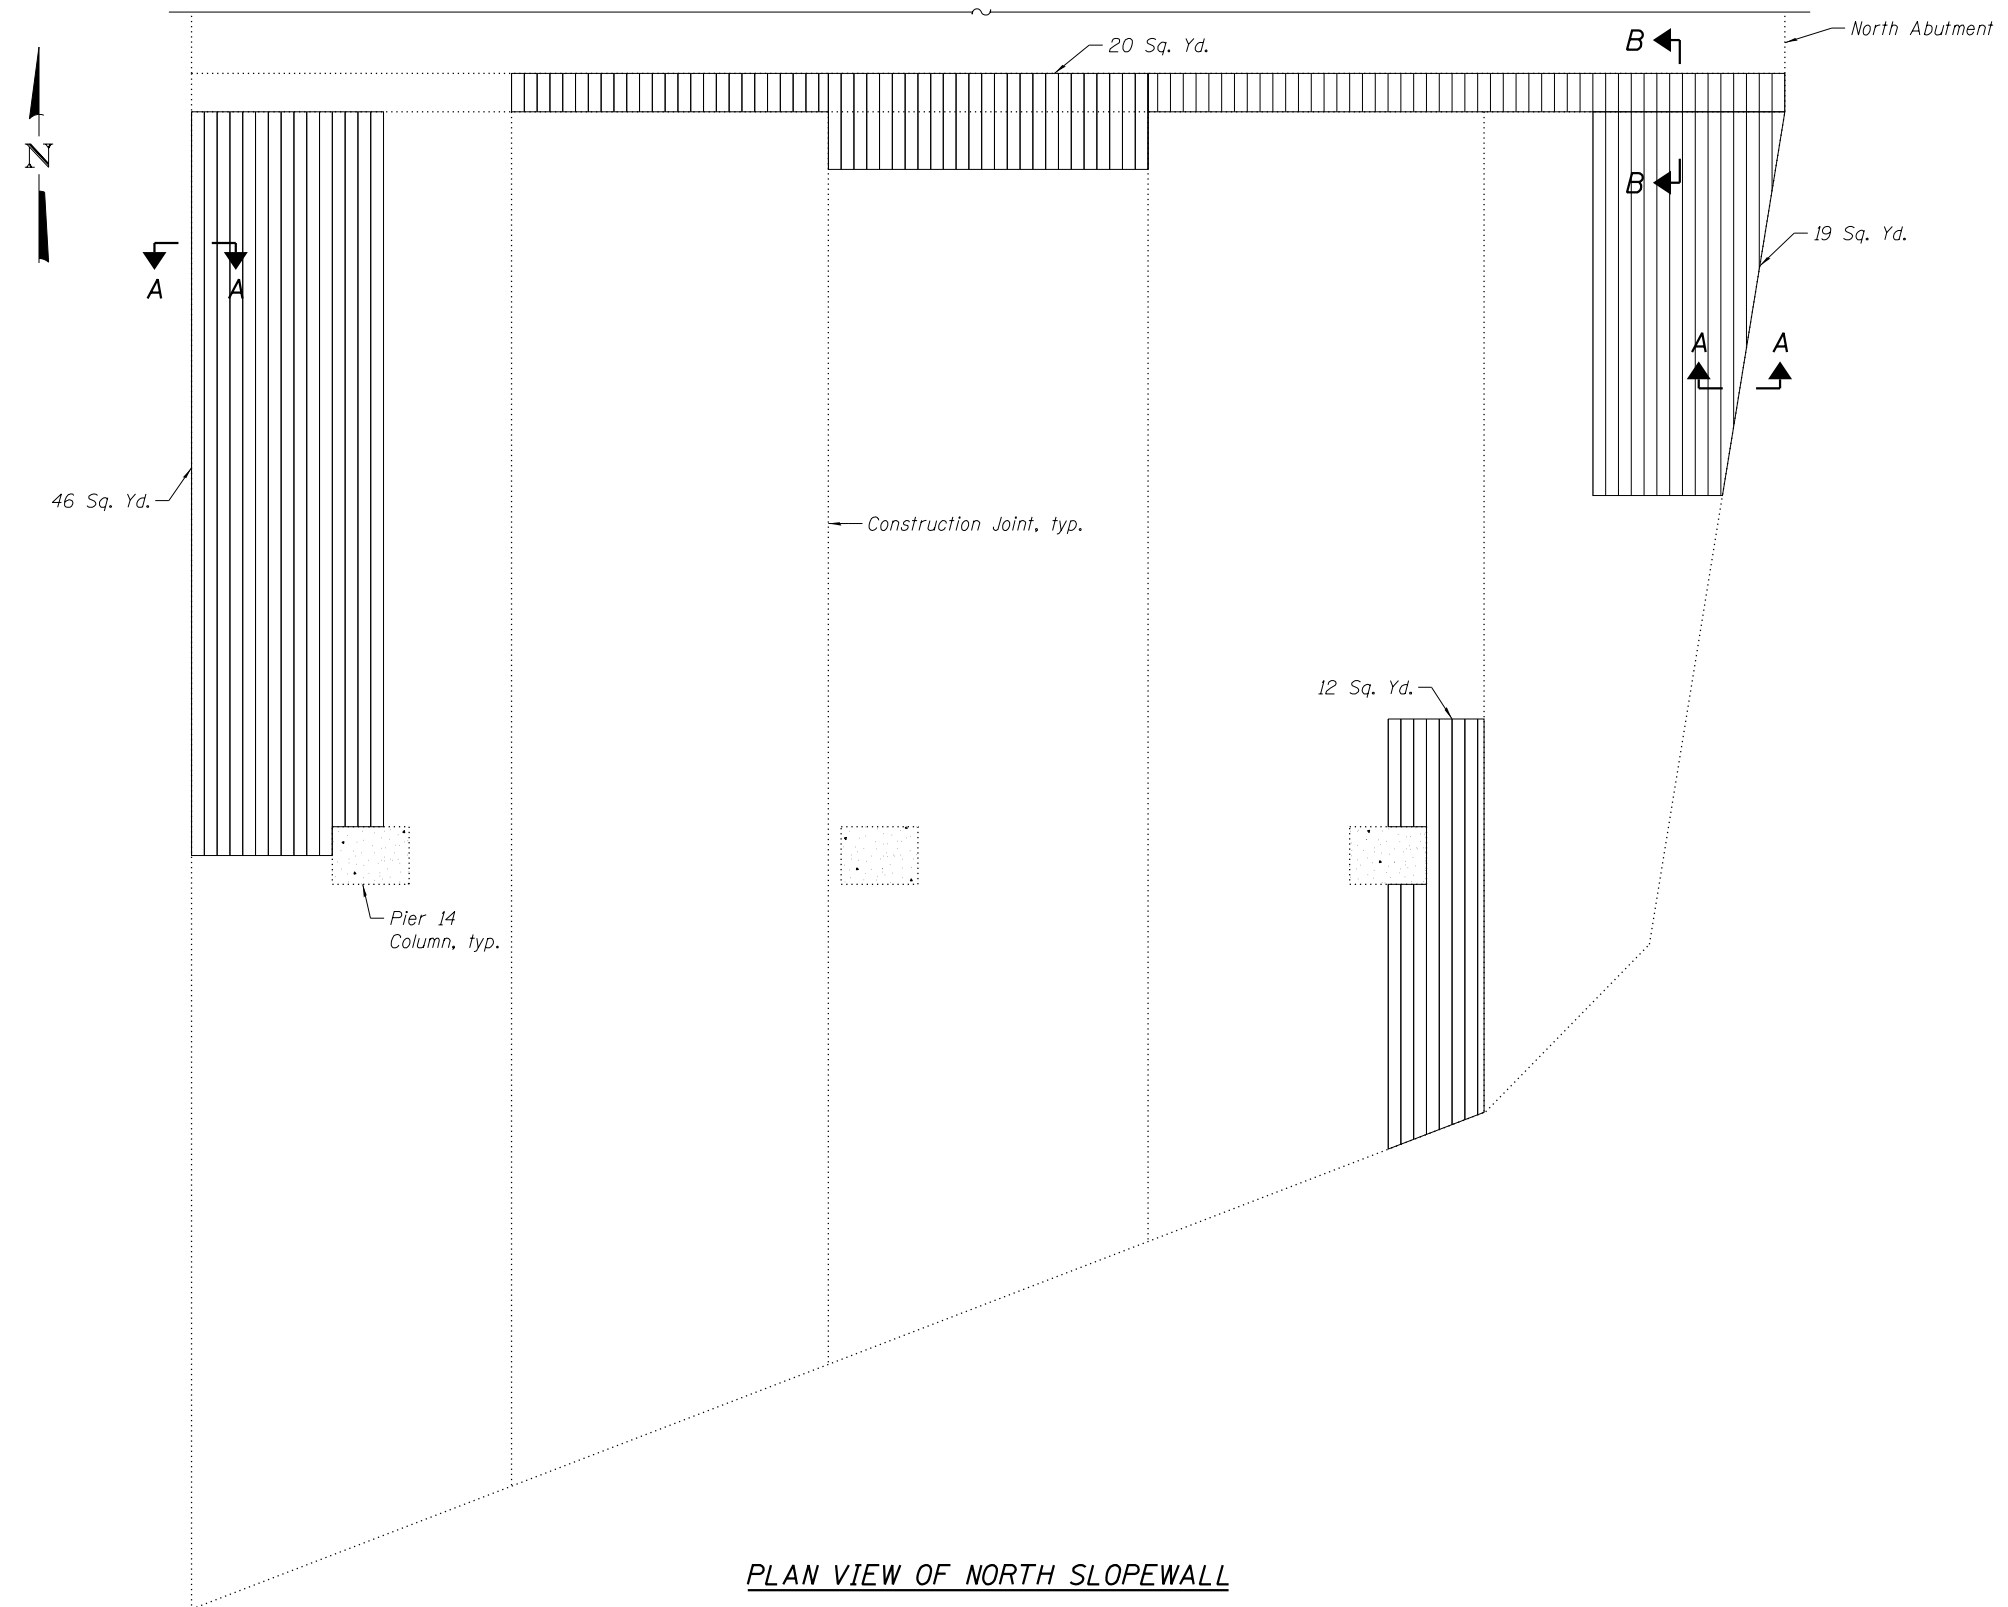 North Abutment
B
20 Sq. Yd.
N
B
19 Sq. Yd.
A A
A A
46 Sq. Yd.
Construction Joint, typ.
12 Sq. Yd.
Pier 14
Column, typ.
PLAN VIEW OF NORTH SLOPEWALL